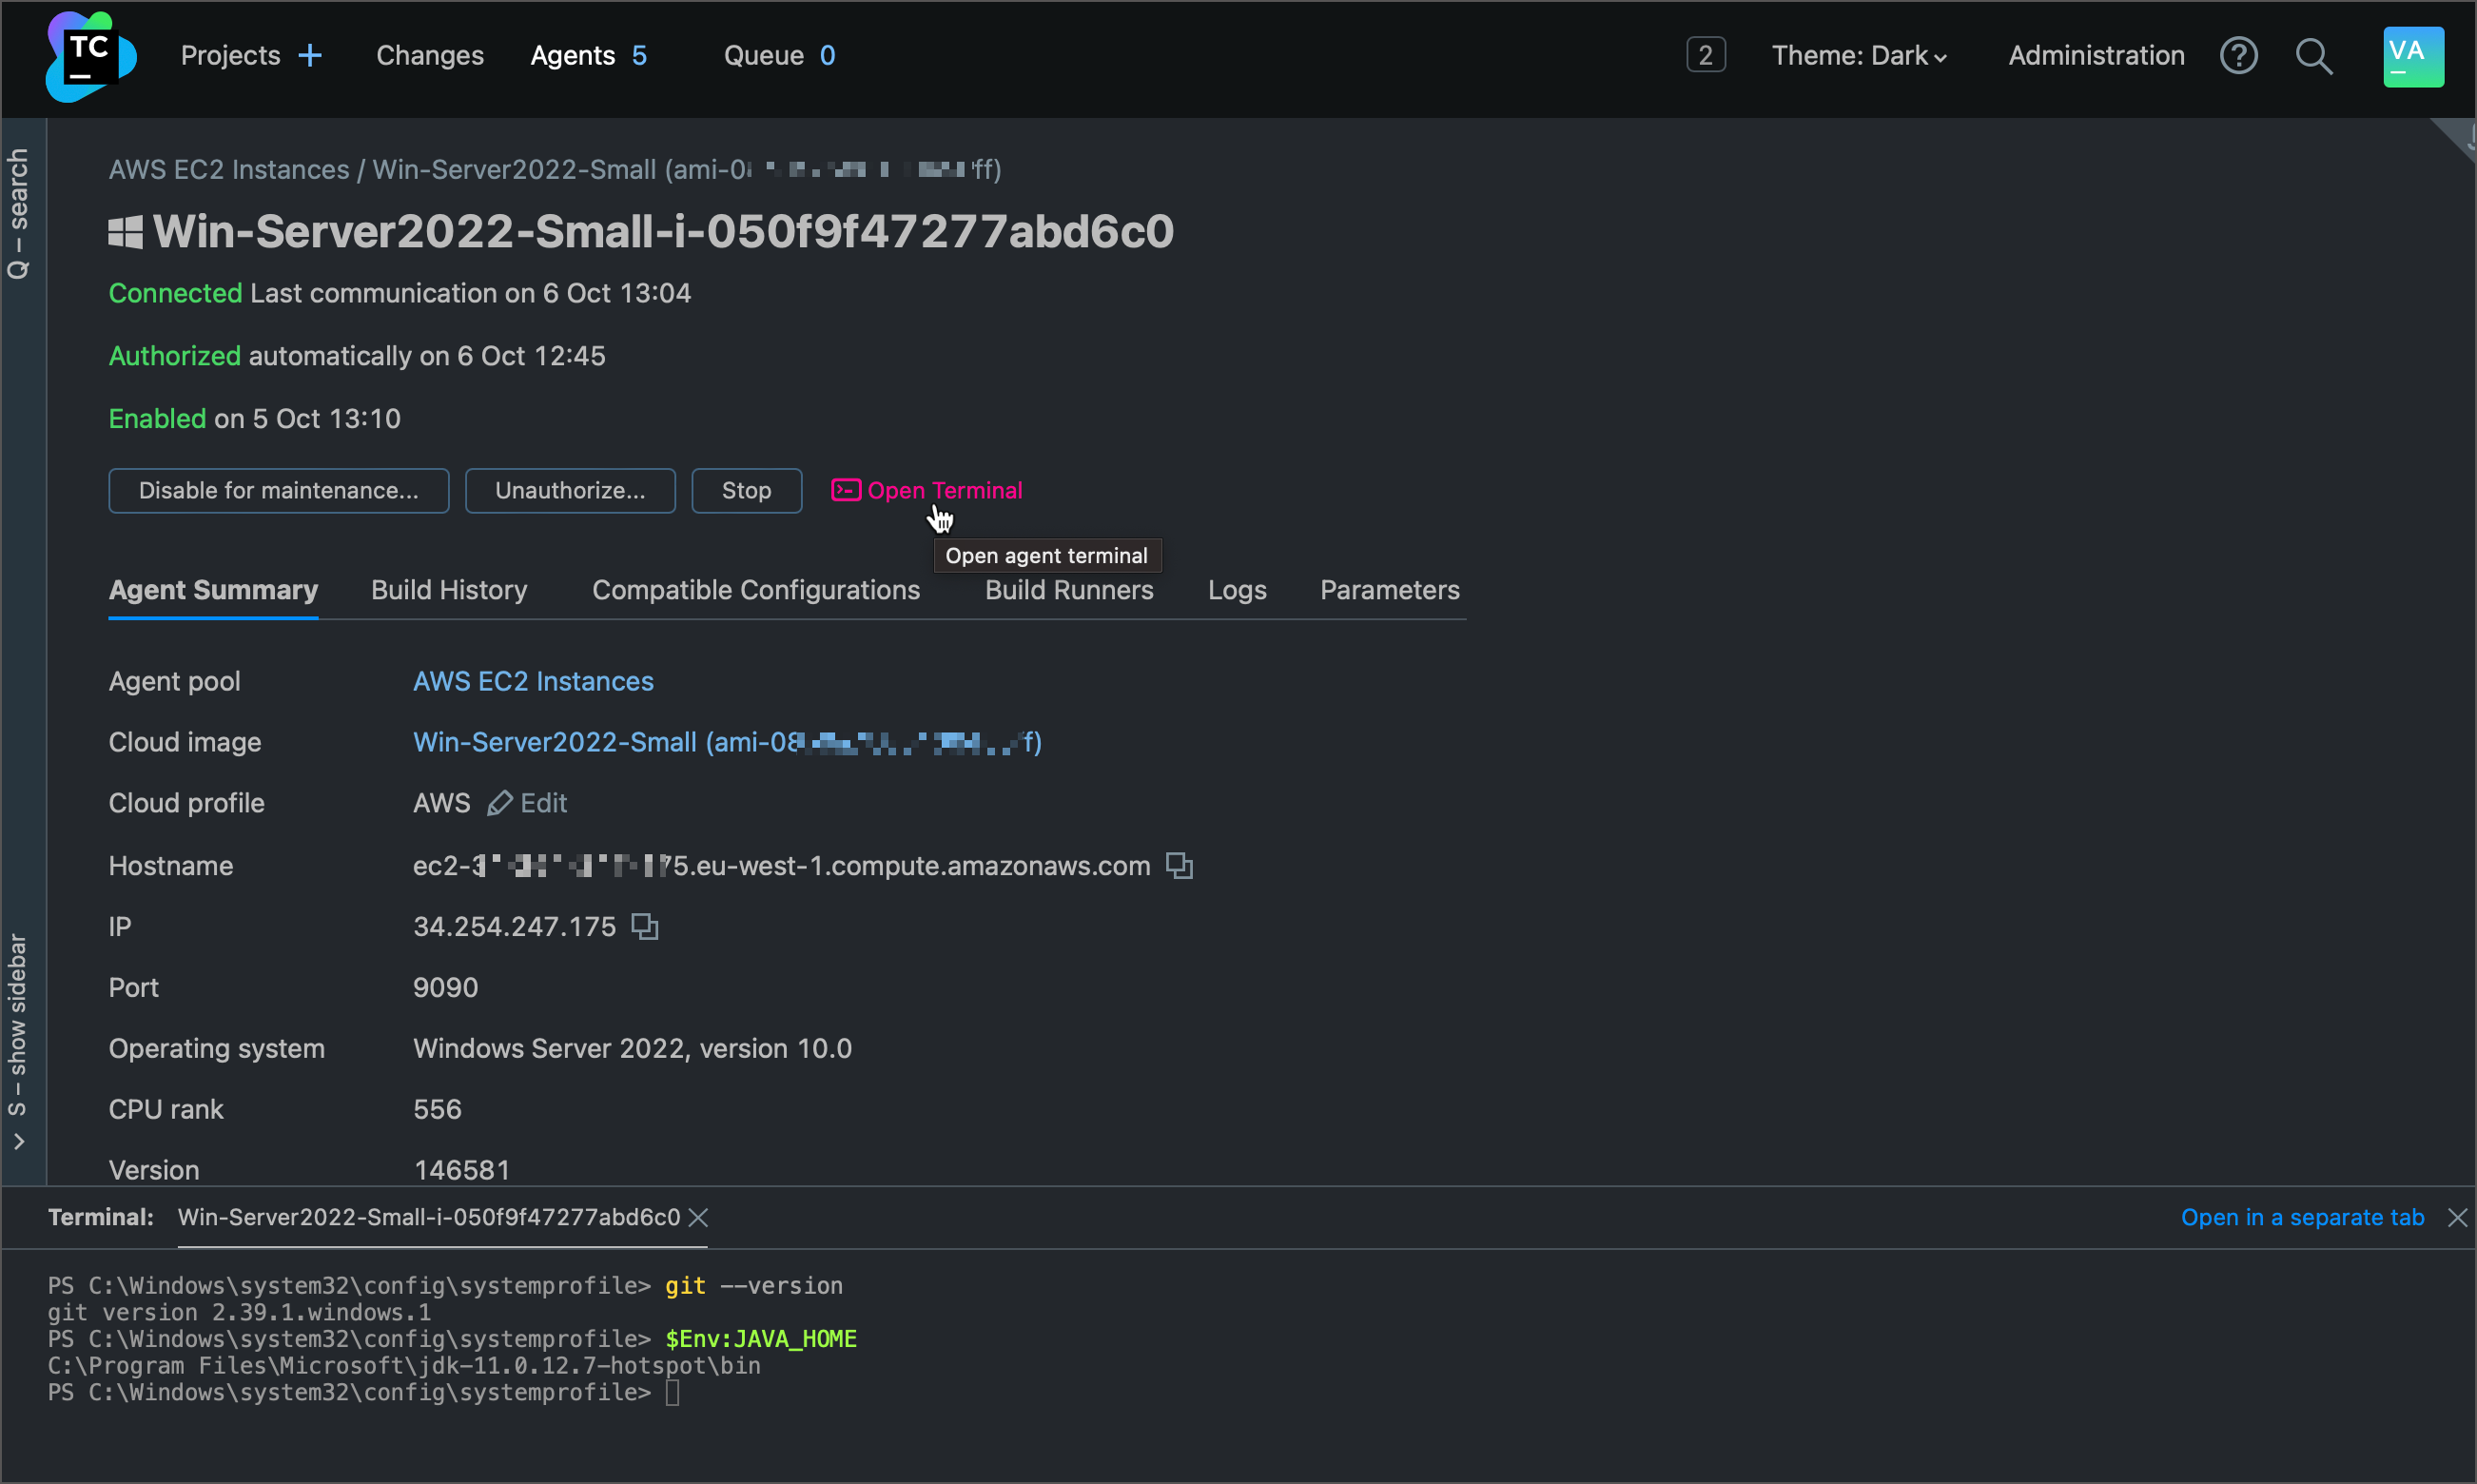 TC
Projects
Changes
Agents 5
Queue 0
2
Theme: Dark
Administration
VA
Q – search
AWS EC2 Instances / Win-Server2022-Small (ami-0 ff)
Win-Server2022-Small-i-050f9f47277abd6c0
Connected Last communication on 6 Oct 13:04
Authorized automatically on 6 Oct 12:45
Enabled on 5 Oct 13:10
Disable for maintenance... Unauthorize... Stop Open Terminal
Open agent terminal
Agent Summary Build History Compatible Configurations Build Runners Logs Parameters
Agent pool AWS EC2 Instances
Cloud image Win-Server2022-Small (ami-08 f)
Cloud profile AWS Edit
Hostname ec2-3 75.eu-west-1.compute.amazonaws.com
IP 34.254.247.175
Port 9090
Operating system Windows Server 2022, version 10.0
CPU rank 556
Version 146581
S – show sidebar
Terminal: Win-Server2022-Small-i-050f9f47277abd6c0
Open in a separate tab
PS C:\Windows\system32\config\systemprofile> git --version
git version 2.39.1.windows.1
PS C:\Windows\system32\config\systemprofile> $Env:JAVA_HOME
C:\Program Files\Microsoft\jdk-11.0.12.7-hotspot\bin
PS C:\Windows\system32\config\systemprofile>